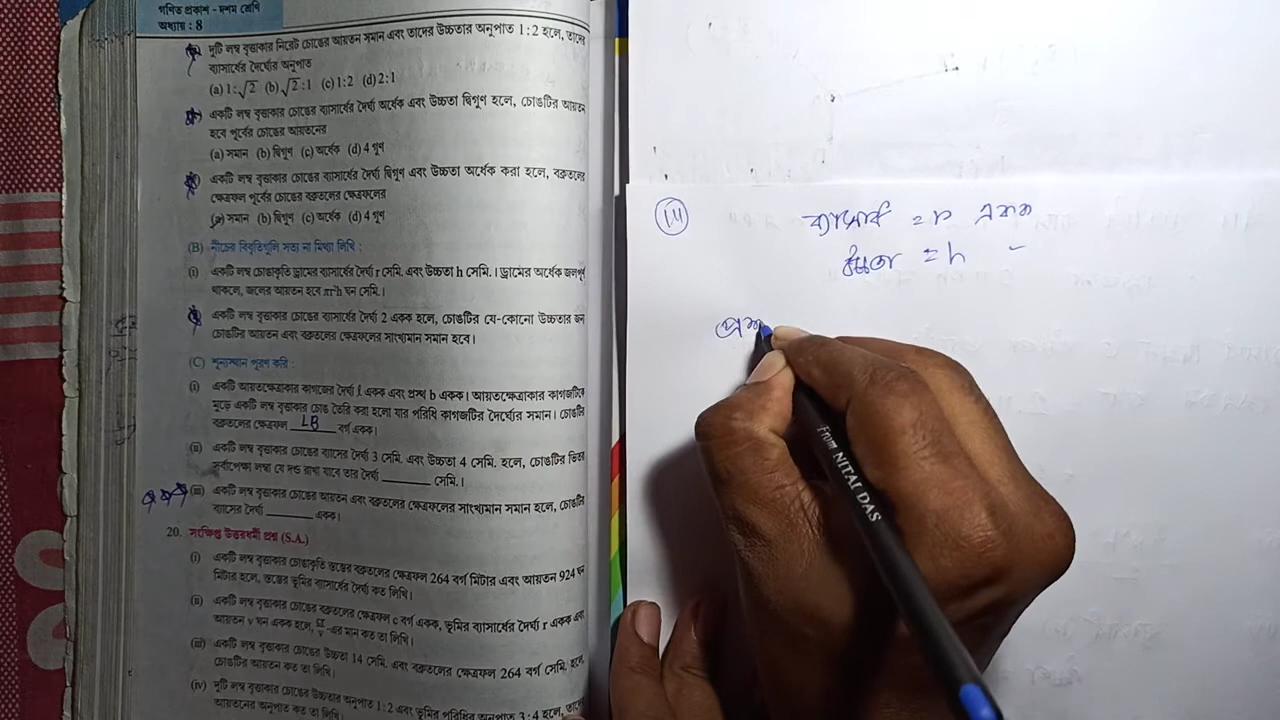 গণিত প্রকাশ - দশম শ্রেণি
অধ্যায় : 8
দুটি লম্ব বৃত্তাকার নিরেট চোঙের আয়তন সমান এবং তাদের উচ্চতার অনুপাত 1:2 হলে, তাদের
ব্যাসার্ধের দৈর্ঘ্যের অনুপাত
(a) 1:√2 (b) √2:1 (c) 1:2 (d) 2:1
একটি লম্ব বৃত্তাকার চোঙের ব্যাসার্ধের দৈর্ঘ্য অর্ধেক এবং উচ্চতা দ্বিগুণ হলে, চোঙটির আয়তন
হবে পূর্বের চোঙের আয়তনের
(a) সমান (b) দ্বিগুণ (c) অর্ধেক (d) 4 গুণ
একটি লম্ব বৃত্তাকার চোঙের ব্যাসার্ধের দৈর্ঘ্য দ্বিগুণ এবং উচ্চতা অর্ধেক করা হলে, বক্রতলের
ক্ষেত্রফল পূর্বের চোঙের বক্রতলের ক্ষেত্রফলের
(a) সমান (b) দ্বিগুণ (c) অর্ধেক (d) 4 গুণ
(B) নীচের বিবৃতিগুলি সত্য না মিথ্যা লিখি :
(i) একটি লম্ব চোঙাকৃতি ড্রামের ব্যাসার্ধের দৈর্ঘ্য r সেমি. এবং উচ্চতা h সেমি.। ড্রামের অর্ধেক জলপূর্ণ
থাকলে, জলের আয়তন হবে πr²h ঘন সেমি.।
একটি লম্ব বৃত্তাকার চোঙের ব্যাসার্ধের দৈর্ঘ্য 2 একক হলে, চোঙটির যে-কোনো উচ্চতার জন্য
চোঙটির আয়তন এবং বক্রতলের ক্ষেত্রফলের সাংখ্যমান সমান হবে।
(C) শূন্যস্থান পূরণ করি :
(i) একটি আয়তক্ষেত্রাকার কাগজের দৈর্ঘ্য l একক এবং প্রস্থ b একক। আয়তক্ষেত্রাকার কাগজটিকে
মুড়ে একটি লম্ব বৃত্তাকার চোঙ তৈরি করা হলো যার পরিধি কাগজটির দৈর্ঘ্যের সমান। চোঙটির
বক্রতলের ক্ষেত্রফল LB বর্গ একক।
(ii) একটি লম্ব বৃত্তাকার চোঙের ব্যাসের দৈর্ঘ্য 3 সেমি. এবং উচ্চতা 4 সেমি. হলে, চোঙটির ভিতর
সর্বাপেক্ষা লম্বা যে দন্ড রাখা যাবে তার দৈর্ঘ্য ______ সেমি.।
(iii) একটি লম্ব বৃত্তাকার চোঙের আয়তন এবং বক্রতলের ক্ষেত্রফলের সাংখ্যমান সমান হলে, চোঙটির
ব্যাসের দৈর্ঘ্য ______ একক।
20. সংক্ষিপ্ত উত্তরধর্মী প্রশ্ন (S.A.)
(i) একটি লম্ব বৃত্তাকার চোঙাকৃতি স্তম্ভের বক্রতলের ক্ষেত্রফল 264 বর্গ মিটার এবং আয়তন 924 ঘন
মিটার হলে, স্তম্ভের ভূমির ব্যাসার্ধের দৈর্ঘ্য কত লিখি।
(ii) একটি লম্ব বৃত্তাকার চোঙের বক্রতলের ক্ষেত্রফল c বর্গ একক, ভূমির ব্যাসার্ধের দৈর্ঘ্য r একক এবং
আয়তন v ঘন একক হলে, cr/v -এর মান কত তা লিখি।
(iii) একটি লম্ব বৃত্তাকার চোঙের উচ্চতা 14 সেমি. এবং বক্রতলের ক্ষেত্রফল 264 বর্গ সেমি. হলে,
চোঙটির আয়তন কত তা লিখি।
(iv) দুটি লম্ব বৃত্তাকার চোঙের উচ্চতার অনুপাত 1:2 এবং ভূমির পরিধির অনুপাত 3:4 হলে, তাদের
আয়তনের অনুপাত কত তা লিখি।
ব্যাসার্ধ = r একক
উচ্চতা = h
From NITAI DAS